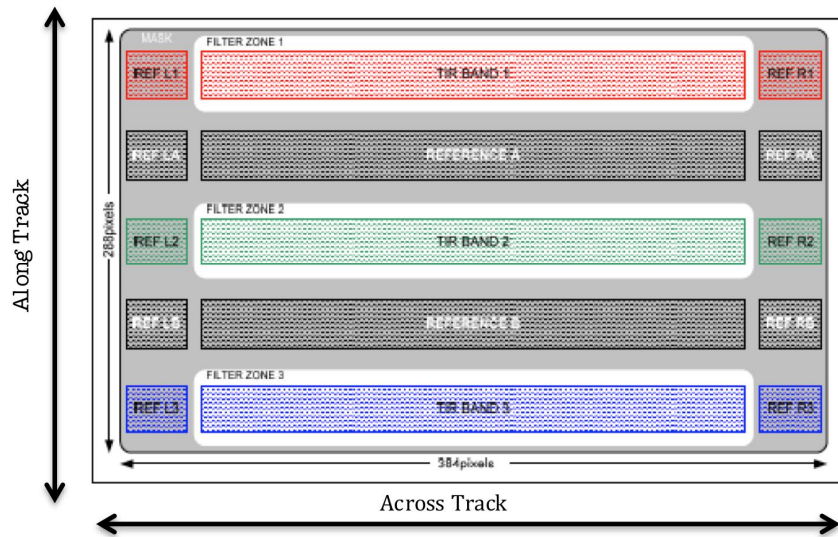 MASK
FILTER ZONE 1
REF L1
TIR BAND 1
REF R1
REF LA
REFERENCE A
REF RA
FILTER ZONE 2
REF L2
TIR BAND 2
REF R2
REF LB
REFERENCE B
REF RB
FILTER ZONE 3
REF L3
TIR BAND 3
REF R3
288pixels
384pixels
Along Track
Across Track